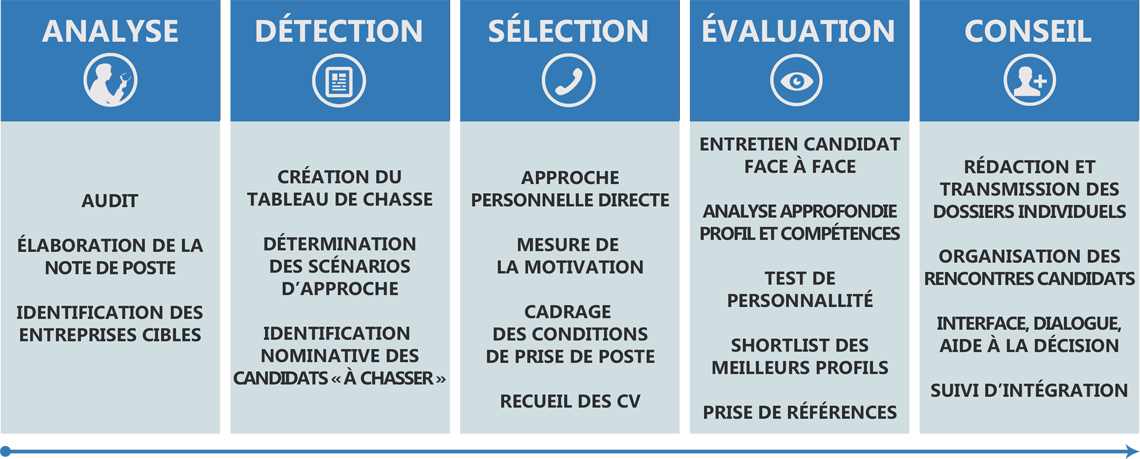 ANALYSE
AUDIT
ÉLABORATION DE LA
NOTE DE POSTE
IDENTIFICATION DES
ENTREPRISES CIBLES
DÉTECTION
CRÉATION DU
TABLEAU DE CHASSE
DÉTERMINATION
DES SCÉNARIOS
D’APPROCHE
IDENTIFICATION
NOMINATIVE DES
CANDIDATS « À CHASSER »
SÉLECTION
APPROCHE
PERSONNELLE DIRECTE
MESURE DE
LA MOTIVATION
CADRAGE
DES CONDITIONS
DE PRISE DE POSTE
RECUEIL DES CV
ÉVALUATION
ENTRETIEN CANDIDAT
FACE À FACE
ANALYSE APPROFONDIE
PROFIL ET COMPÉTENCES
TEST DE
PERSONNALLITÉ
SHORTLIST DES
MEILLEURS PROFILS
PRISE DE RÉFÉRENCES
CONSEIL
RÉDACTION ET
TRANSMISSION DES
DOSSIERS INDIVIDUELS
ORGANISATION DES
RENCONTRES CANDIDATS
INTERFACE, DIALOGUE,
AIDE À LA DÉCISION
SUIVI D’INTÉGRATION